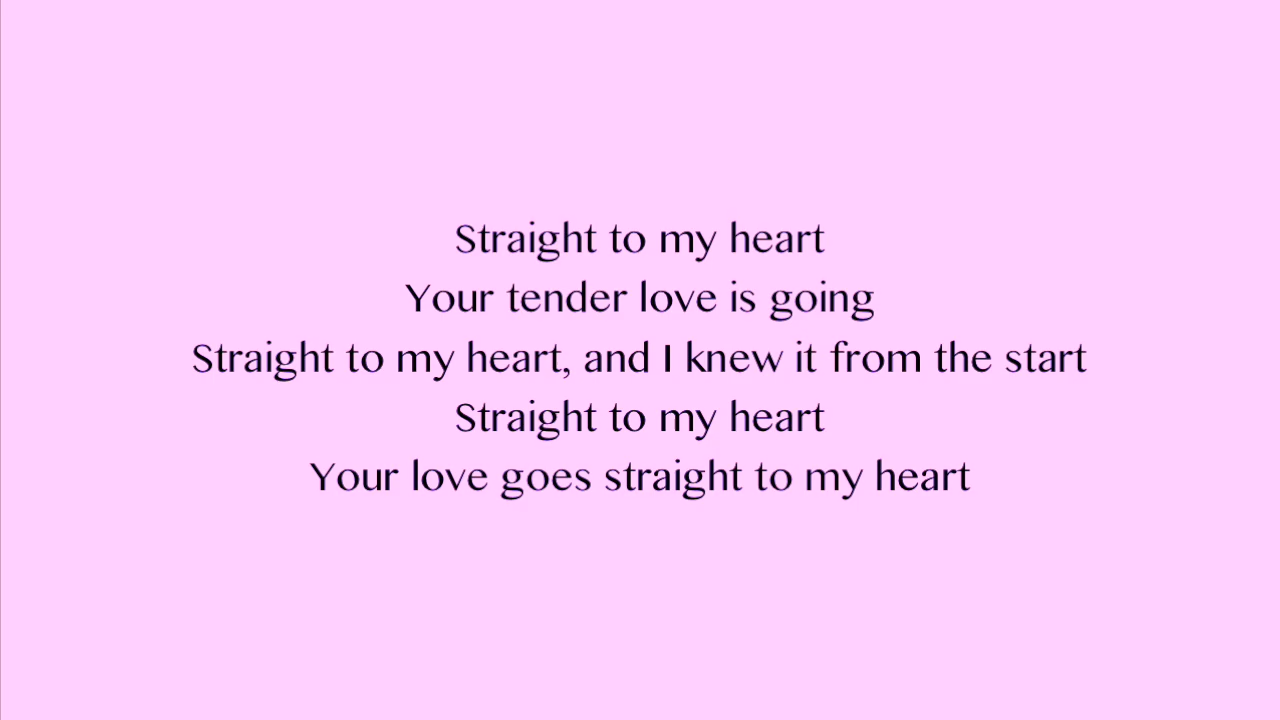 Straight to my heart
Your tender love is going
Straight to my heart, and I knew it from the start
Straight to my heart
Your love goes straight to my heart